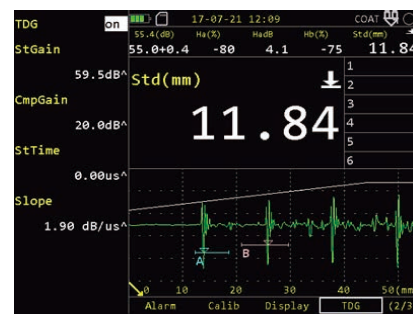 TDG on 17-07-21 12:09 COAT
55.4(dB) Ha(%) HadB Hb(%) Std(mm)
StGain 55.0+0.4 -80 4.1 -75 11.84
59.5dB^ Std(mm) 1
2
CmpGain 3
20.0dB^ 11.84 4
StTime 5
6
0.00us^
Slope
1.90 dB/us^
A B
0 10 20 30 40 50(mm
Alarm Calib Display TDG (2/3